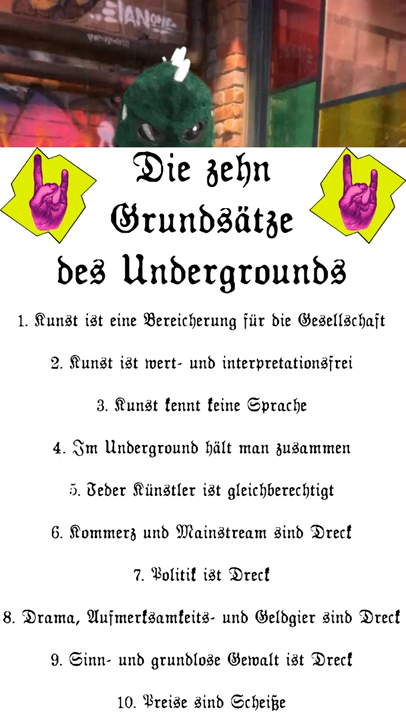 Die zehn
Grundsätze
des Undergrounds
1. Kunst ist eine Bereicherung für die Gesellschaft
2. Kunst ist wert- und interpretationsfrei
3. Kunst kennt keine Sprache
4. Im Underground hält man zusammen
5. Jeder Künstler ist gleichberechtigt
6. Kommerz und Mainstream sind Dreck
7. Politik ist Dreck
8. Drama, Aufmerksamkeits- und Geldgier sind Dreck
9. Sinn- und grundlose Gewalt ist Dreck
10. Preise sind Scheiße